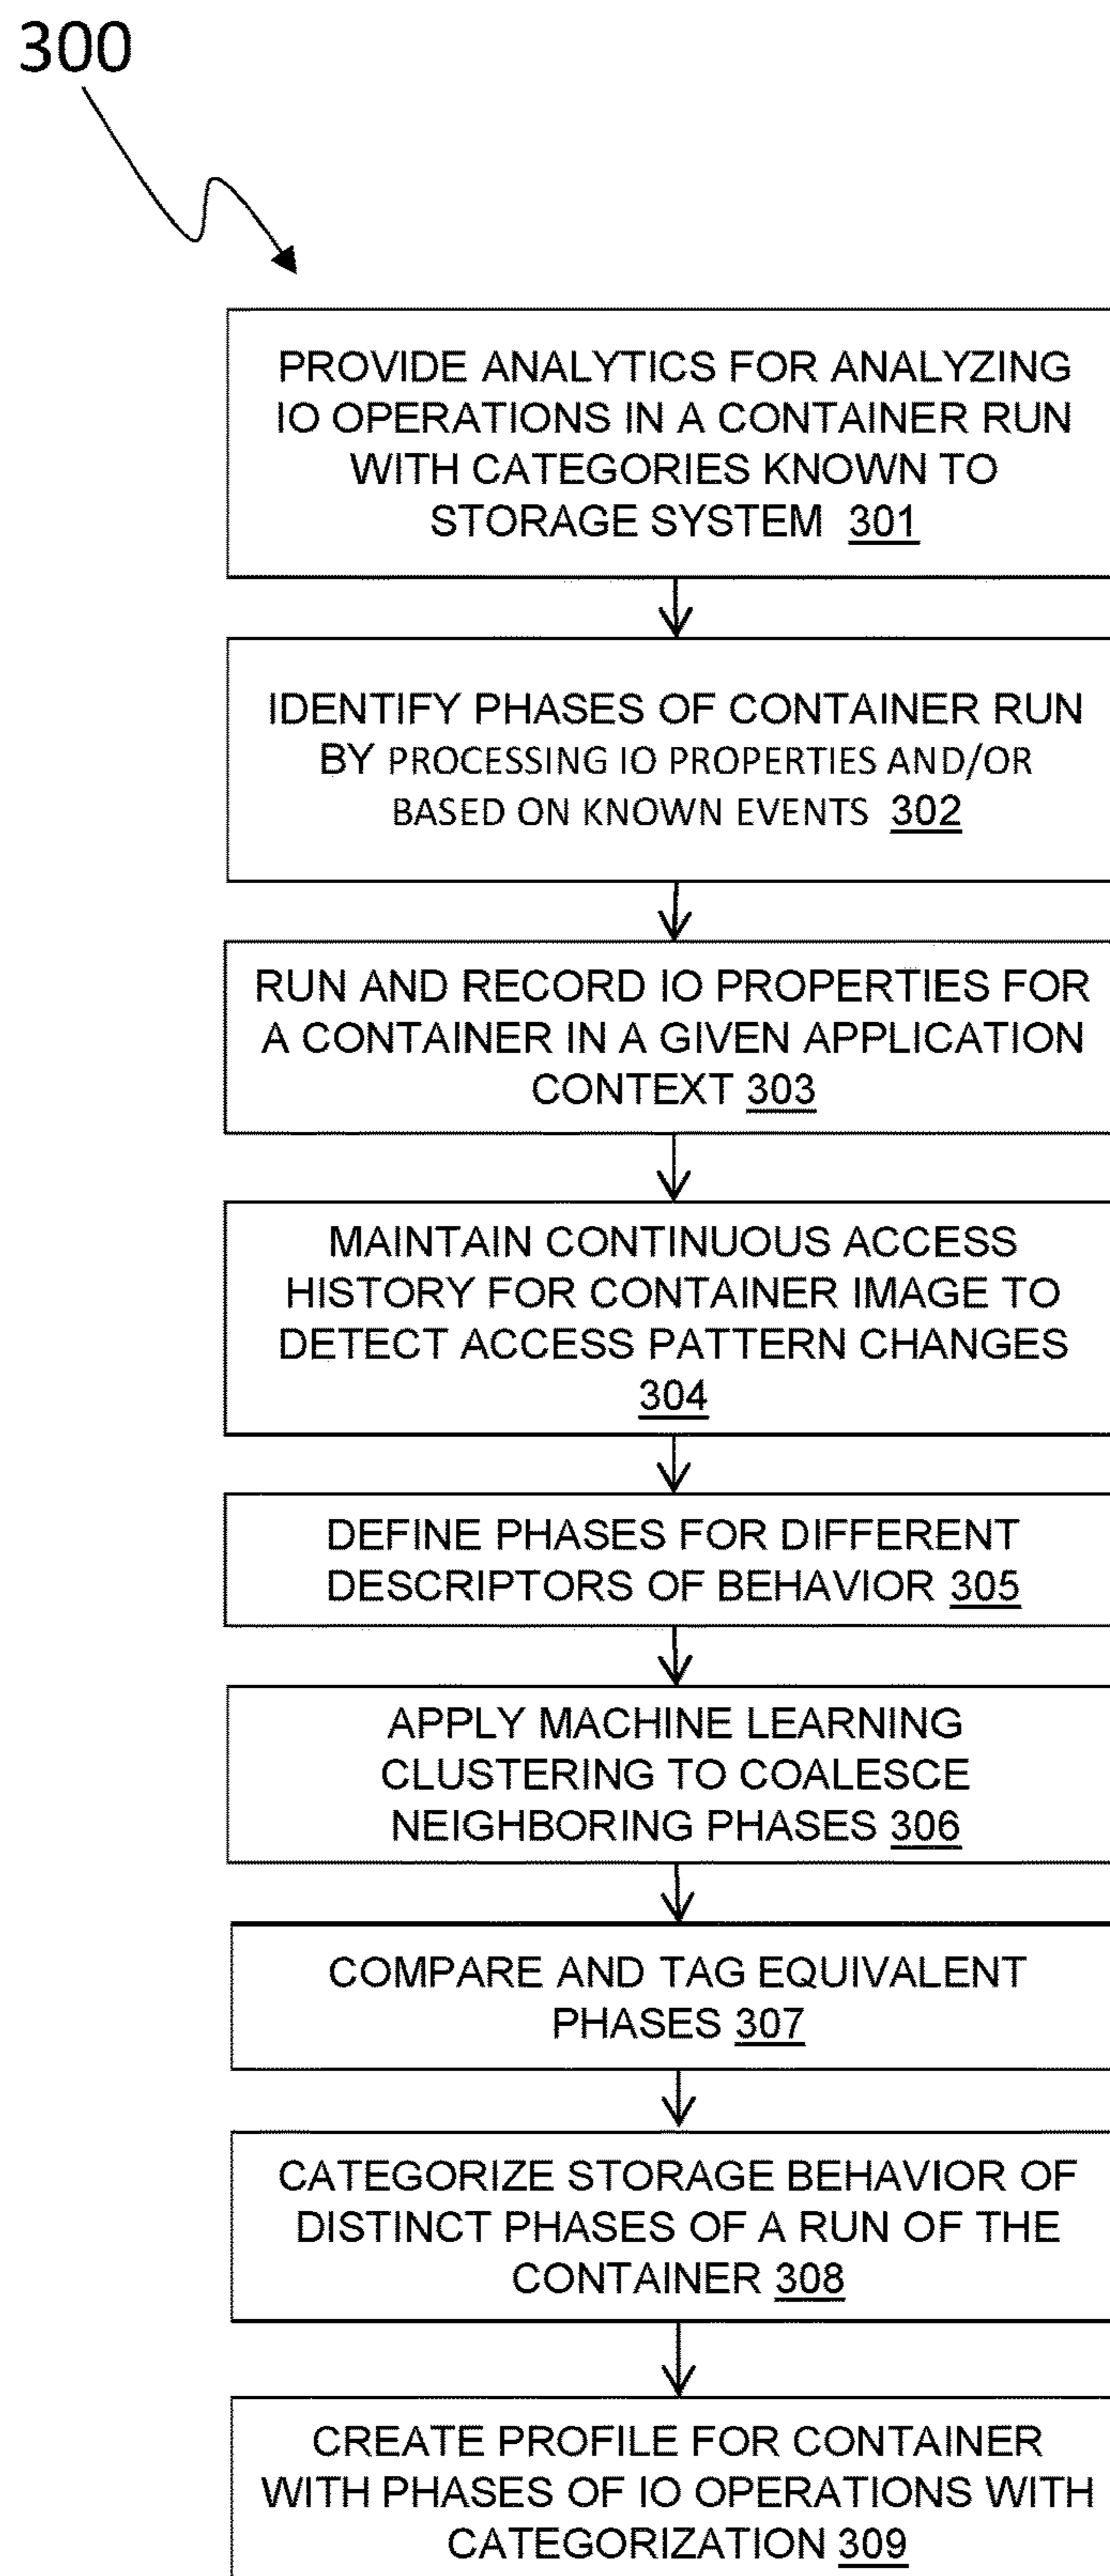 300
PROVIDE ANALYTICS FOR ANALYZING
IO OPERATIONS IN A CONTAINER RUN
WITH CATEGORIES KNOWN TO
STORAGE SYSTEM 301
IDENTIFY PHASES OF CONTAINER RUN
BY PROCESSING IO PROPERTIES AND/OR
BASED ON KNOWN EVENTS 302
RUN AND RECORD IO PROPERTIES FOR
A CONTAINER IN A GIVEN APPLICATION
CONTEXT 303
MAINTAIN CONTINUOUS ACCESS
HISTORY FOR CONTAINER IMAGE TO
DETECT ACCESS PATTERN CHANGES
304
DEFINE PHASES FOR DIFFERENT
DESCRIPTORS OF BEHAVIOR 305
APPLY MACHINE LEARNING
CLUSTERING TO COALESCE
NEIGHBORING PHASES 306
COMPARE AND TAG EQUIVALENT
PHASES 307
CATEGORIZE STORAGE BEHAVIOR OF
DISTINCT PHASES OF A RUN OF THE
CONTAINER 308
CREATE PROFILE FOR CONTAINER
WITH PHASES OF IO OPERATIONS WITH
CATEGORIZATION 309